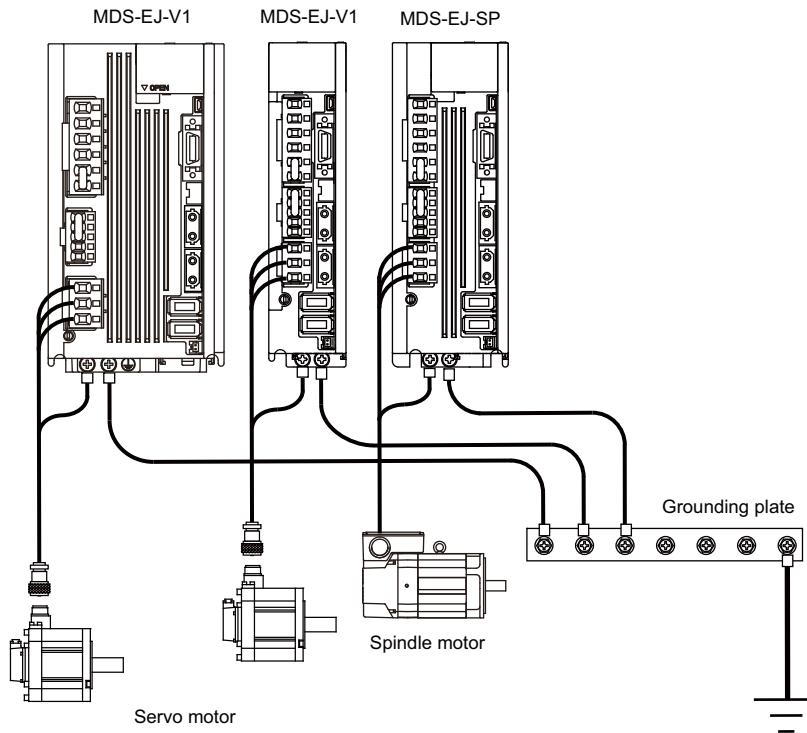 MDS-EJ-V1
MDS-EJ-V1
MDS-EJ-SP
▽ OPEN
Grounding plate
Spindle motor
Servo motor